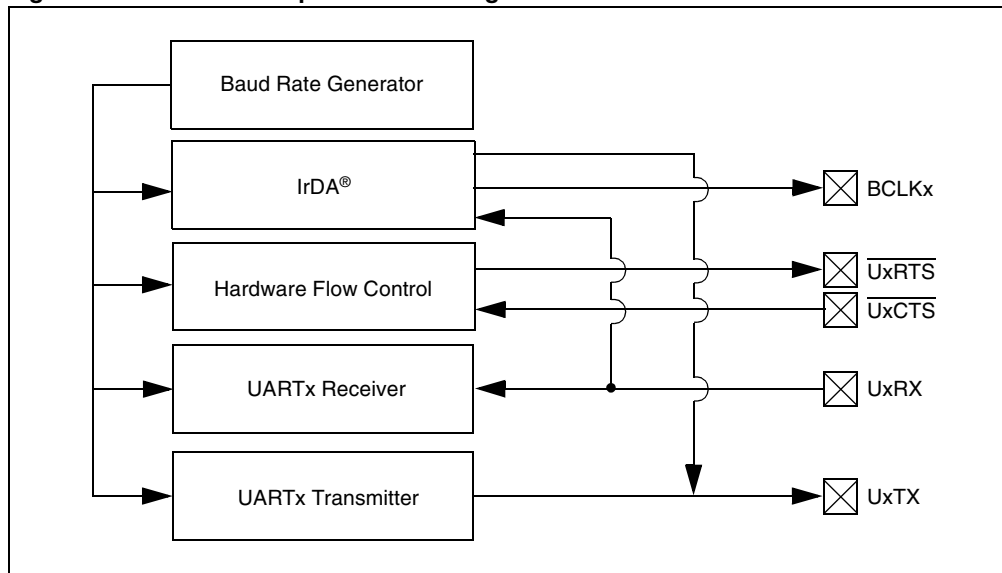 Baud Rate Generator
IrDA®
BCLKx
UxRTS
Hardware Flow Control
UxCTS
UARTx Receiver
UxRX
UARTx Transmitter
UxTX